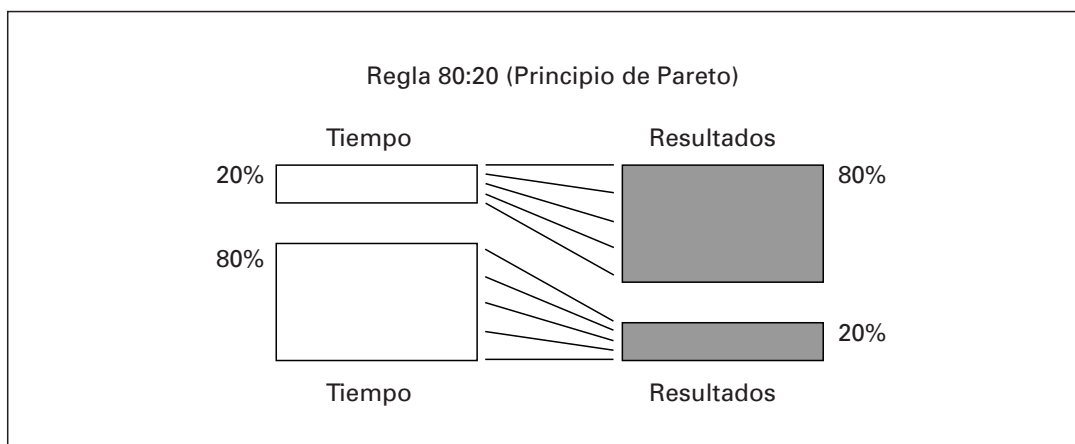 Regla 80:20 (Principio de Pareto)
Tiempo Resultados
20% 80%
80% 20%
Tiempo Resultados